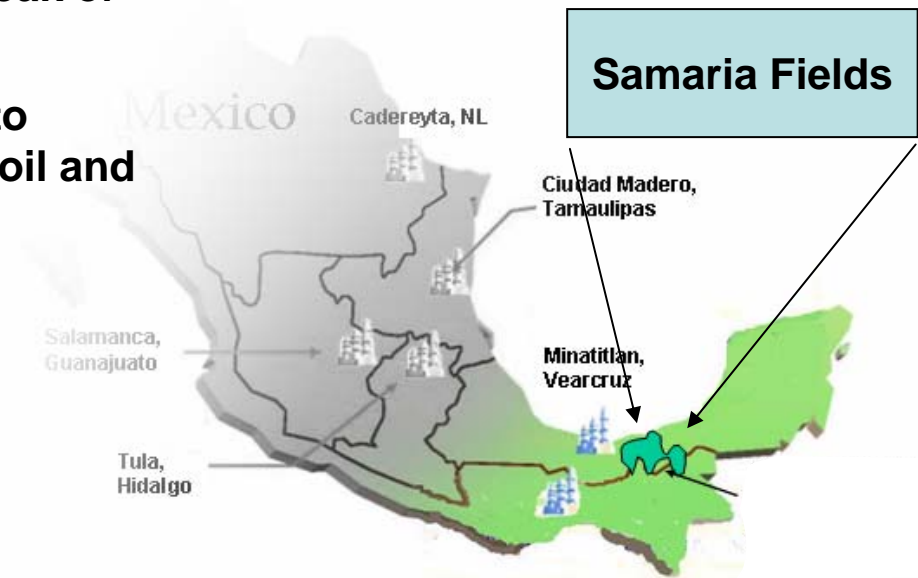 to
oil and
Samaria Fields
Mexico
Cadereyta, NL
Ciudad Madero,
Tamaulipas
Salamanca,
Guanajuato
Minatitlan,
Vearcruz
Tula,
Hidalgo